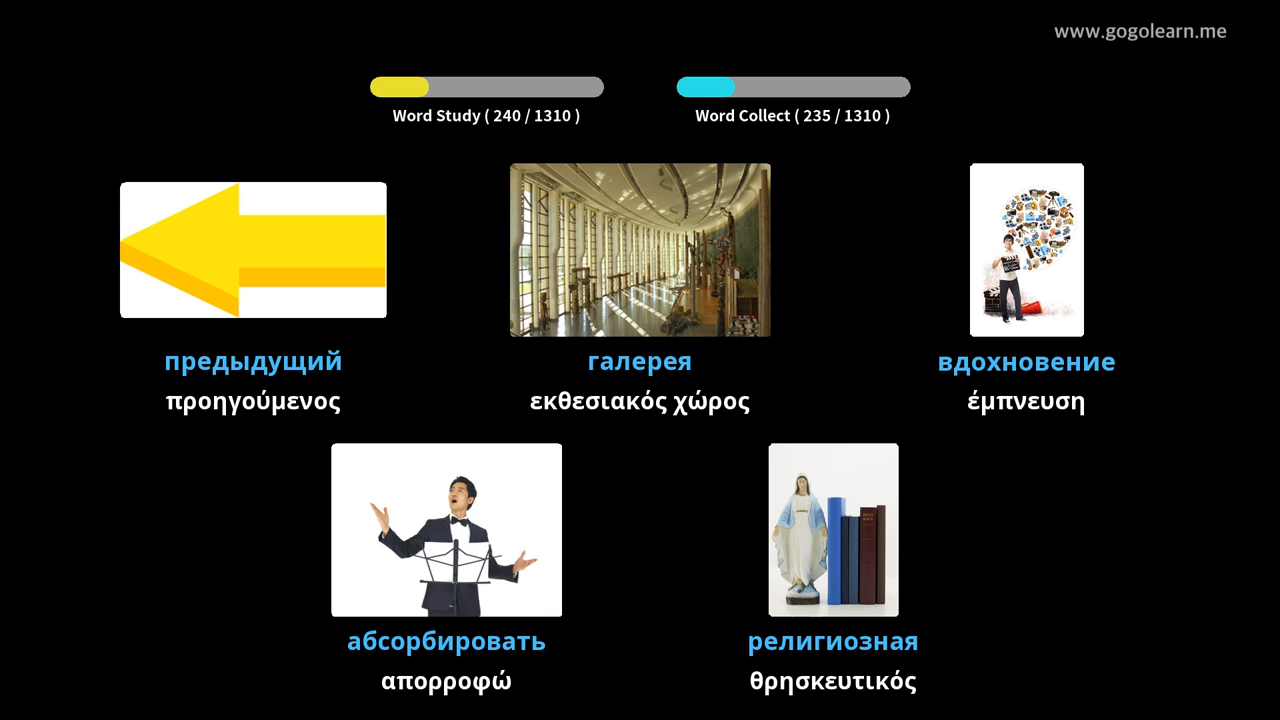 www.gogolearn.me
Word Study ( 240 / 1310 )
Word Collect ( 235 / 1310 )
предыдущий
προηγούμενος
галерея
εκθεσιακός χώρος
вдохновение
έμπνευση
абсорбировать
απορροφώ
религиозная
θρησκευτικός